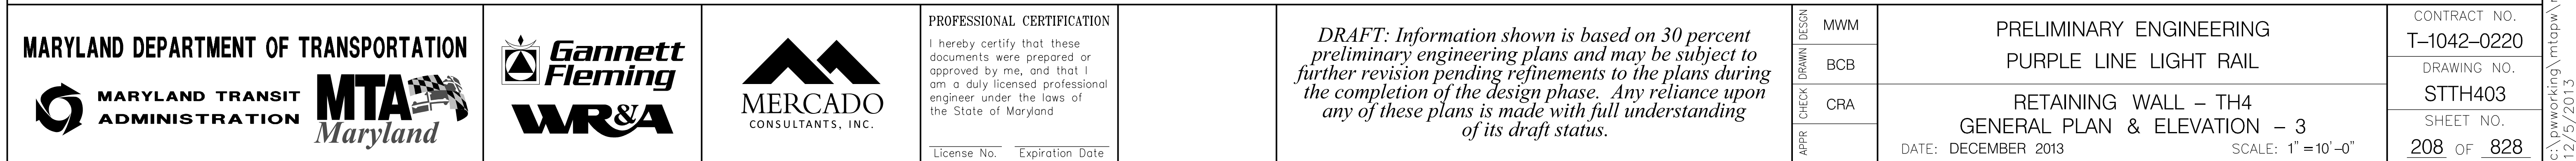 MARYLAND DEPARTMENT OF TRANSPORTATION
MARYLAND TRANSIT
ADMINISTRATION
MTA
Maryland
Gannett
Fleming
WR&A
MERCADO
CONSULTANTS, INC.
PROFESSIONAL CERTIFICATION
I hereby certify that these
documents were prepared or
approved by me, and that I
am a duly licensed professional
engineer under the laws of
the State of Maryland
License No. Expiration Date
DRAFT: Information shown is based on 30 percent
preliminary engineering plans and may be subject to
further revision pending refinements to the plans during
the completion of the design phase. Any reliance upon
any of these plans is made with full understanding
of its draft status.
DESGN MWM
DRAWN BCB
CHECK CRA
APPR
PRELIMINARY ENGINEERING
PURPLE LINE LIGHT RAIL
RETAINING WALL – TH4
GENERAL PLAN & ELEVATION – 3
DATE: DECEMBER 2013 SCALE: 1"=10'–0"
CONTRACT NO.
T–1042–0220
DRAWING NO.
STTH403
SHEET NO.
208 OF 828
c:\pwworking\mtapw\
12/5/2013